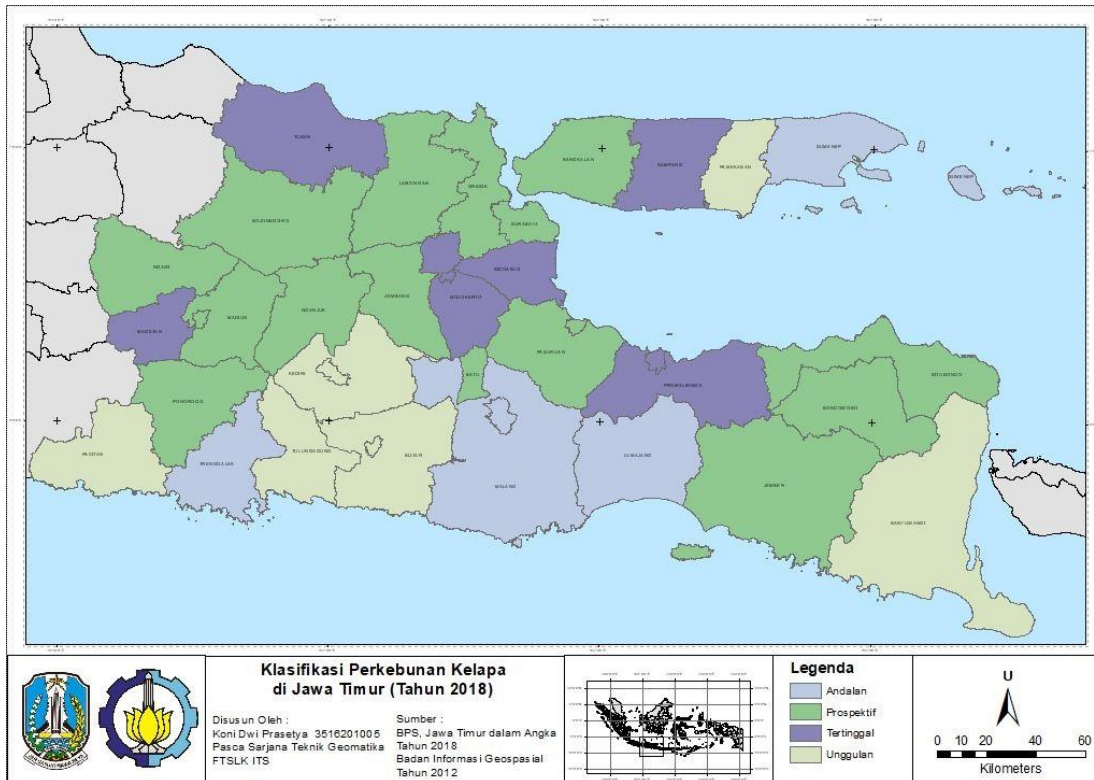 TUBAN
LAMONGAN
GRESIK
BANGKALAN
SAMPANG
PAMEKASAN
SUMENEP
SUMENEP
BOJONEGORO
SURABAYA
NGAWI
SIDOARJO
MOJOKERTO
JOMBANG
NGANJUK
MADIUN
MAGETAN
PASURUAN
KEDIRI
BATU
PROBOLINGGO
SITUBONDO
BONDOWOSO
PONOROGO
PACITAN
TRENGGALEK
TULUNGAGUNG
BLITAR
MALANG
LUMAJANG
JEMBER
BANYUWANGI
Klasifikasi Perkebunan Kelapa
di Jawa Timur (Tahun 2018)
Disusun Oleh :
Koni Dwi Prasetya 3516201005
Pasca Sarjana Teknik Geomatika
FTSLK ITS
Sumber :
BPS, Jawa Timur dalam Angka
Tahun 2018
Badan Informasi Geospasial
Tahun 2012
Legenda
Andalan
Prospektif
Tertinggal
Unggulan
U
0 5 10 20 30 40 60
Kilometers